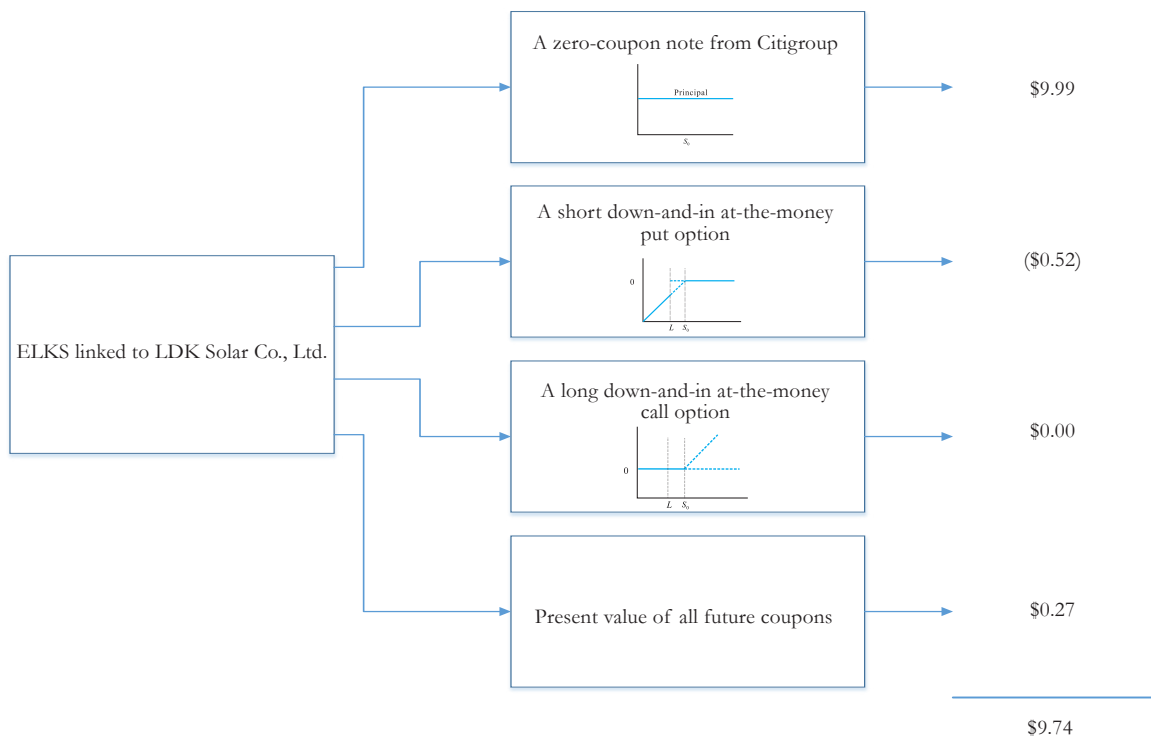 A zero-coupon note from Citigroup
Principal
S₀
$9.99
A short down-and-in at-the-money
put option
0
L
S₀
($0.52)
ELKS linked to LDK Solar Co., Ltd.
A long down-and-in at-the-money
call option
0
L
S₀
$0.00
Present value of all future coupons
$0.27
$9.74